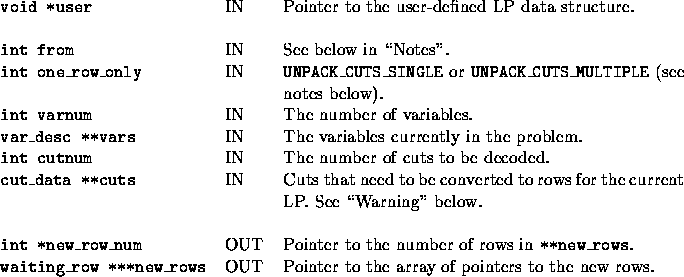 void *user IN Pointer to the user-defined LP data structure.
int from IN See below in “Notes”.
int one_row_only IN UNPACK_CUTS_SINGLE or UNPACK_CUTS_MULTIPLE (see
notes below).
int varnum IN The number of variables.
var_desc **vars IN The variables currently in the problem.
int cutnum IN The number of cuts to be decoded.
cut_data **cuts IN Cuts that need to be converted to rows for the current
LP. See “Warning” below.
int *new_row_num OUT Pointer to the number of rows in **new_rows.
waiting_row ***new_rows OUT Pointer to the array of pointers to the new rows.